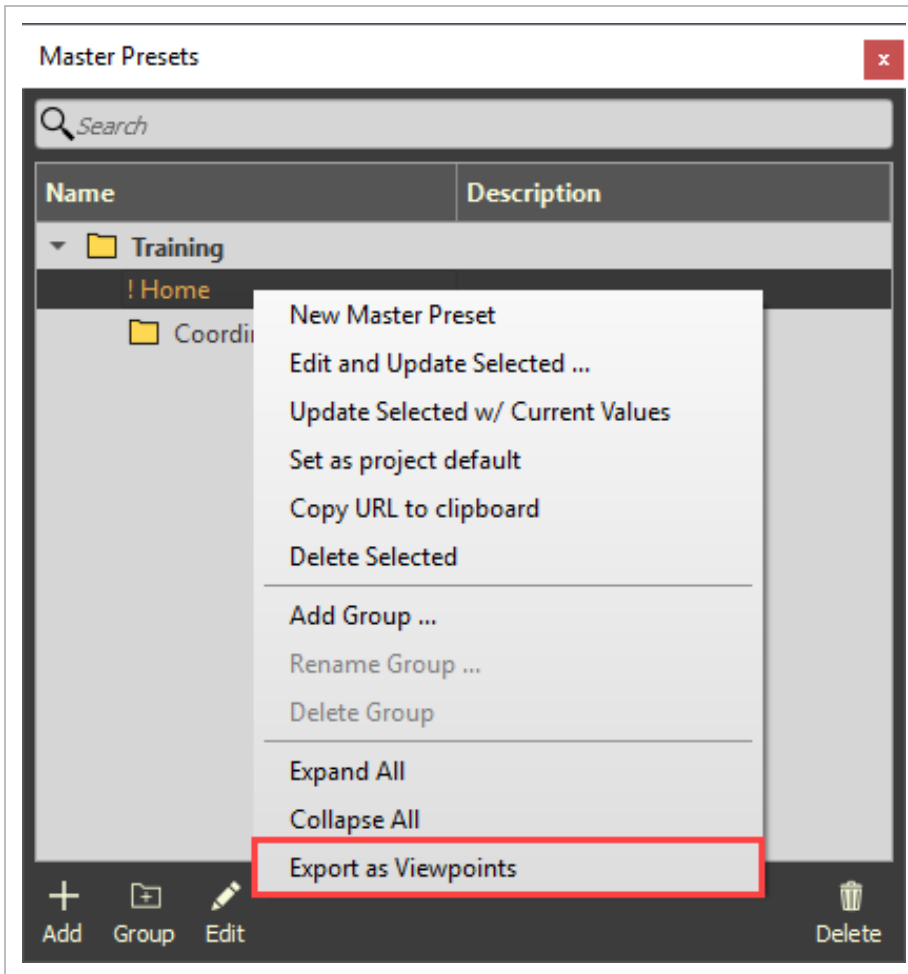 Master Presets
x
Search
Name Description
Training
! Home
New Master Preset
Edit and Update Selected ...
Update Selected w/ Current Values
Set as project default
Copy URL to clipboard
Delete Selected
Add Group ...
Rename Group ...
Delete Group
Expand All
Collapse All
Export as Viewpoints
Add Group Edit Delete